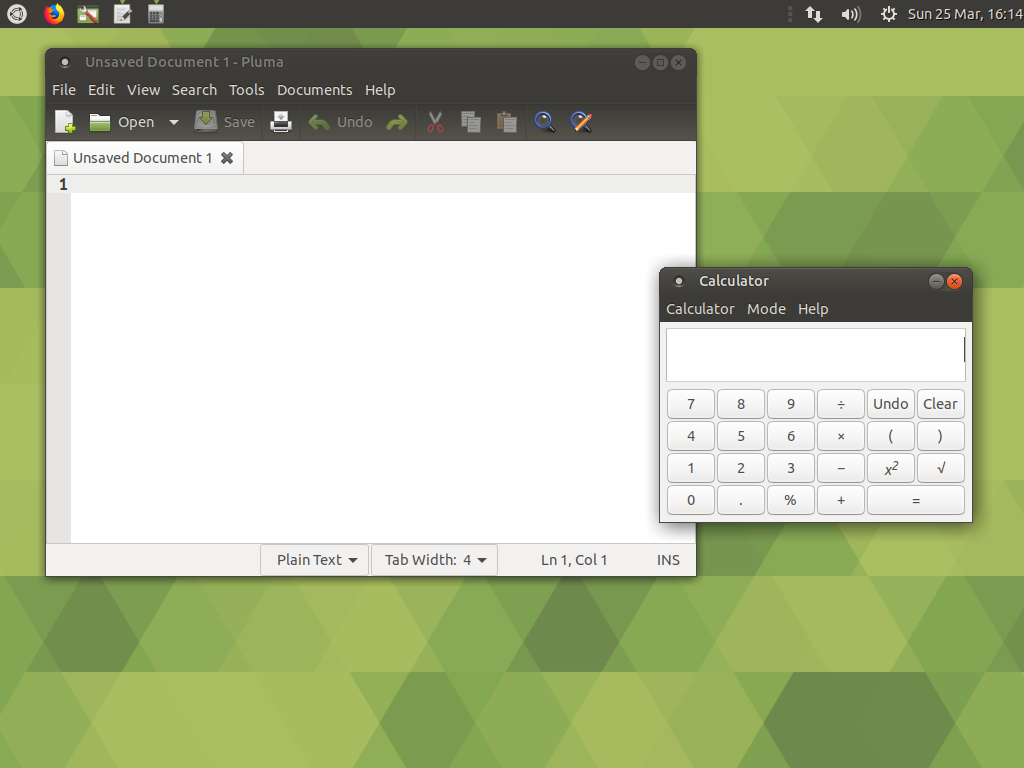 Sun 25 Mar, 16:14
Unsaved Document 1 - Pluma
File Edit View Search Tools Documents Help
Open Save Undo
Unsaved Document 1
1
Plain Text Tab Width: 4 Ln 1, Col 1 INS
Calculator
Calculator Mode Help
7 8 9 ÷ Undo Clear
4 5 6 × ( )
1 2 3 − x² √
0 . % + =